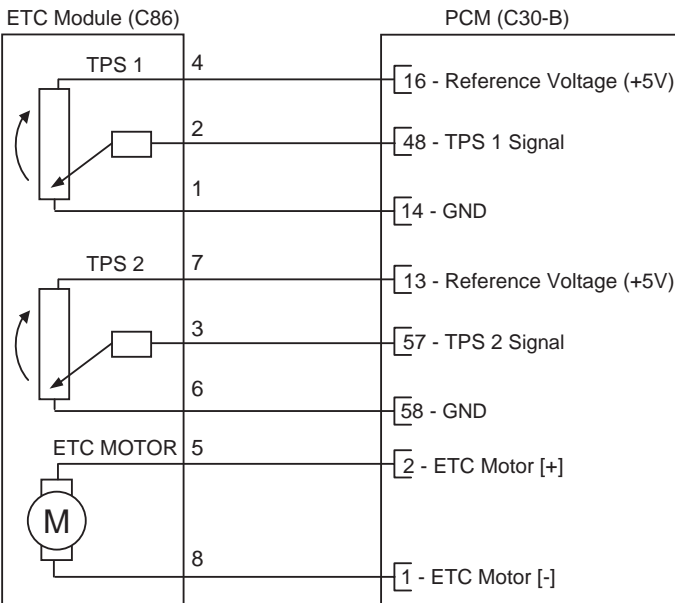 ETC Module (C86) PCM (C30-B)
TPS 1 4 16 - Reference Voltage (+5V)
2 48 - TPS 1 Signal
1 14 - GND
TPS 2 7 13 - Reference Voltage (+5V)
3 57 - TPS 2 Signal
6 58 - GND
ETC MOTOR 5 2 - ETC Motor [+]
M
8 1 - ETC Motor [-]